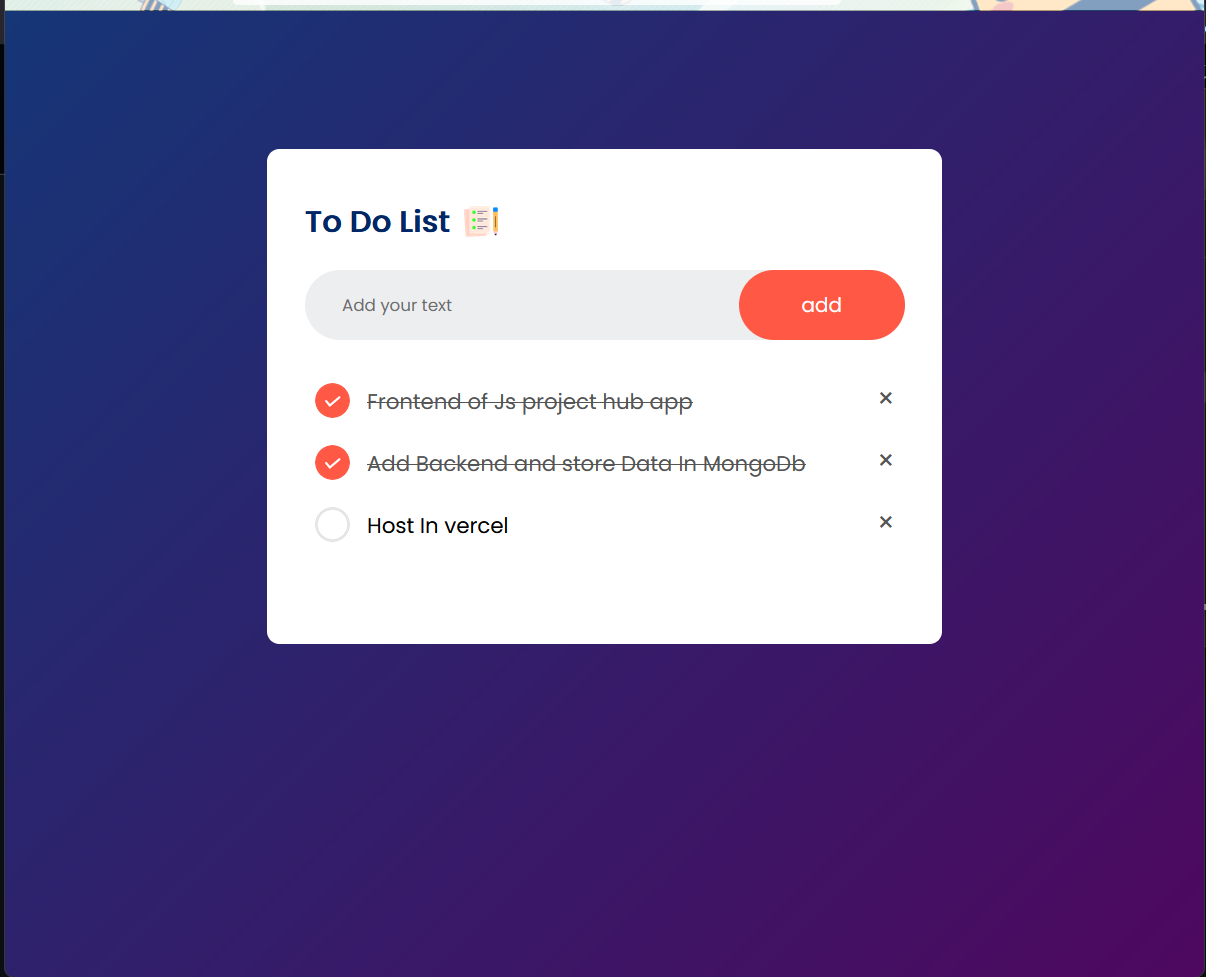 To Do List
Add your text
add
Frontend of Js project hub app
Add Backend and store Data In MongoDb
Host In vercel